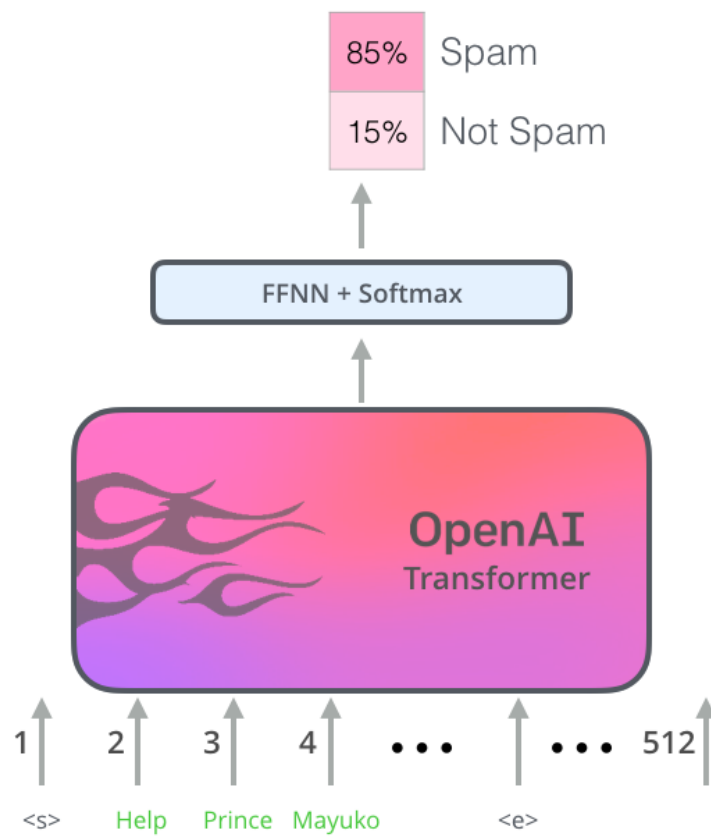 85% Spam
15% Not Spam
FFNN + Softmax
OpenAI
Transformer
1 2 3 4 ••• ••• 512
<s> Help Prince Mayuko <e>